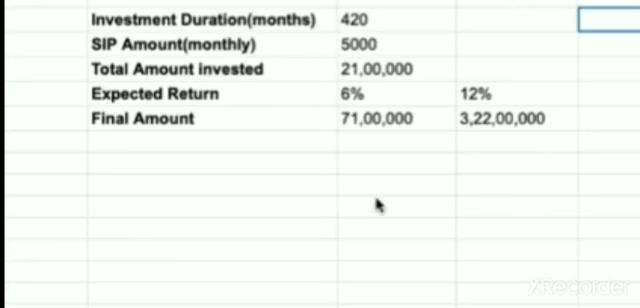 Investment Duration(months) 420
SIP Amount(monthly) 5000
Total Amount invested 21,00,000
Expected Return 6% 12%
Final Amount 71,00,000 3,22,00,000
XRecorder